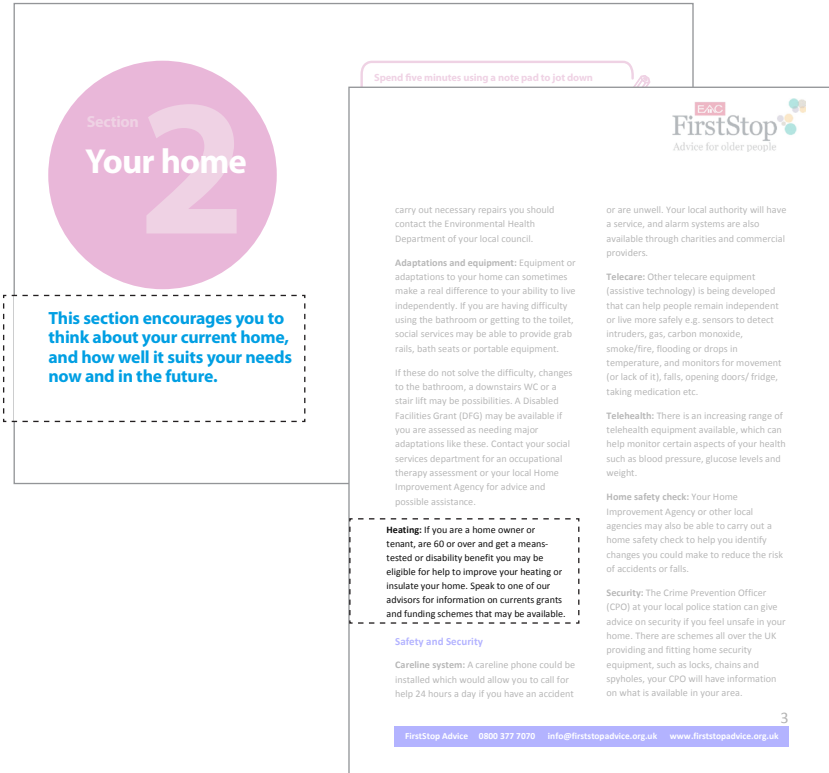 Spend five minutes using a note pad to jot down
Section
2
Your home
This section encourages you to
think about your current home,
and how well it suits your needs
now and in the future.
EAC
FirstStop
Advice for older people
carry out necessary repairs you should
contact the Environmental Health
Department of your local council.
Adaptations and equipment: Equipment or
adaptations to your home can sometimes
make a real difference to your ability to live
independently. If you are having difficulty
using the bathroom or getting to the toilet,
social services may be able to provide grab
rails, bath seats or portable equipment.
If these do not solve the difficulty, changes
to the bathroom, a downstairs WC or a
stair lift may be possibilities. A Disabled
Facilities Grant (DFG) may be available if
you are assessed as needing major
adaptations like these. Contact your social
services department for an occupational
therapy assessment or your local Home
Improvement Agency for advice and
possible assistance.
Heating: If you are a home owner or
tenant, are 60 or over and get a means-
tested or disability benefit you may be
eligible for help to improve your heating or
insulate your home. Speak to one of our
advisors for information on currents grants
and funding schemes that may be available.
Safety and Security
Careline system: A careline phone could be
installed which would allow you to call for
help 24 hours a day if you have an accident
or are unwell. Your local authority will have
a service, and alarm systems are also
available through charities and commercial
providers.
Telecare: Other telecare equipment
(assistive technology) is being developed
that can help people remain independent
or live more safely e.g. sensors to detect
intruders, gas, carbon monoxide,
smoke/fire, flooding or drops in
temperature, and monitors for movement
(or lack of it), falls, opening doors/ fridge,
taking medication etc.
Telehealth: There is an increasing range of
telehealth equipment available, which can
help monitor certain aspects of your health
such as blood pressure, glucose levels and
weight.
Home safety check: Your Home
Improvement Agency or other local
agencies may also be able to carry out a
home safety check to help you identify
changes you could make to reduce the risk
of accidents or falls.
Security: The Crime Prevention Officer
(CPO) at your local police station can give
advice on security if you feel unsafe in your
home. There are schemes all over the UK
providing and fitting home security
equipment, such as locks, chains and
spyholes, your CPO will have information
on what is available in your area.
3
FirstStop Advice 0800 377 7070 info@firststopadvice.org.uk www.firststopadvice.org.uk